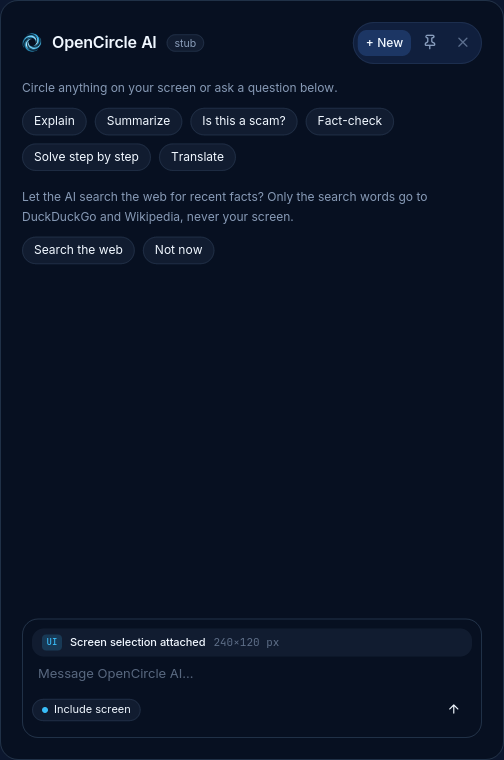 OpenCircle AI stub + New
Circle anything on your screen or ask a question below.
Explain Summarize Is this a scam? Fact-check
Solve step by step Translate
Let the AI search the web for recent facts? Only the search words go to
DuckDuckGo and Wikipedia, never your screen.
Search the web Not now
UI Screen selection attached 240×120 px
Message OpenCircle AI...
Include screen